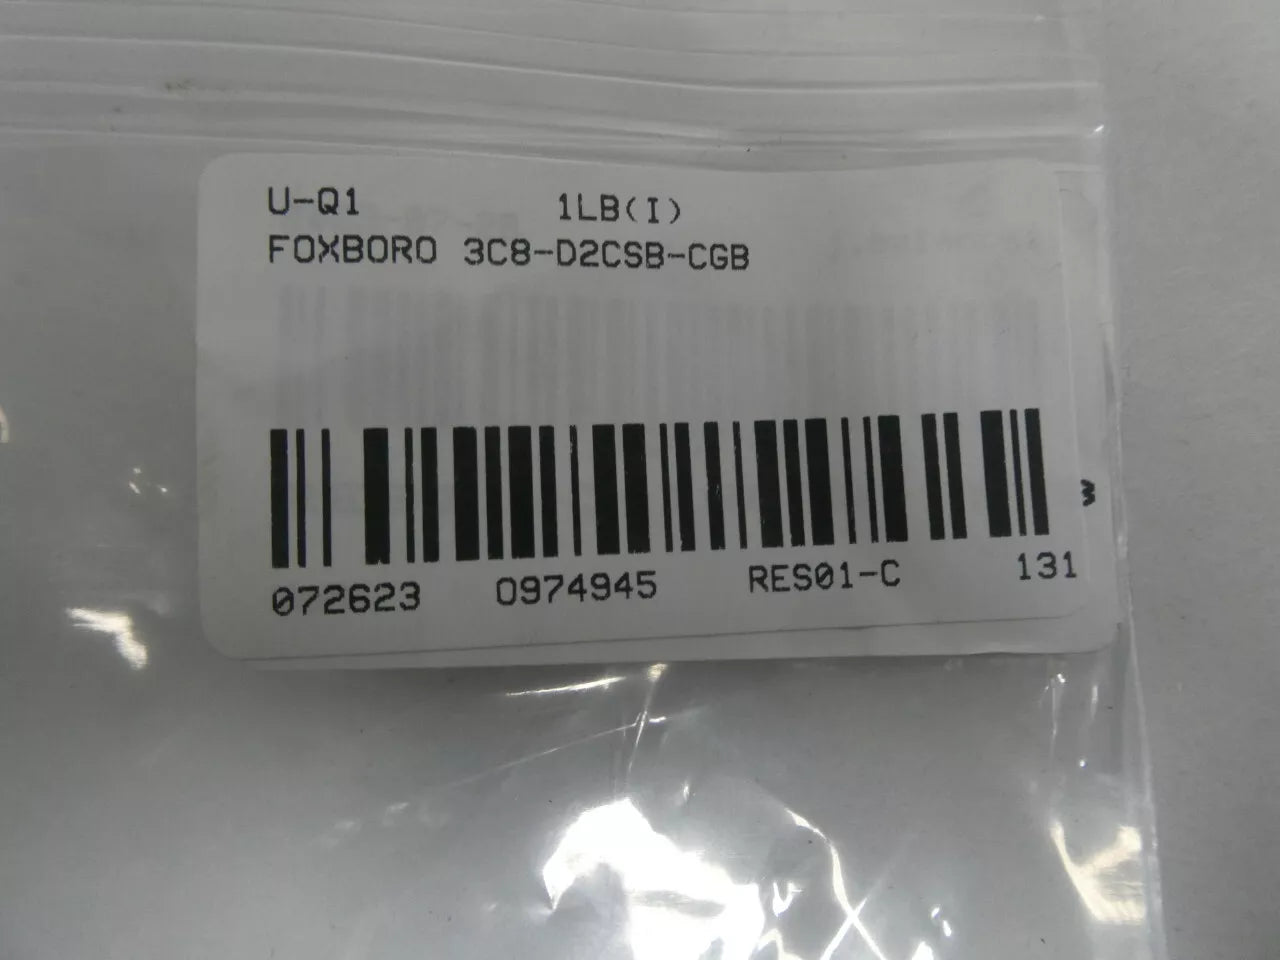 U-Q1 1LB(I)
FOXBORO 3C8-D2CSB-CGB
072623 0974945 RES01-C 131